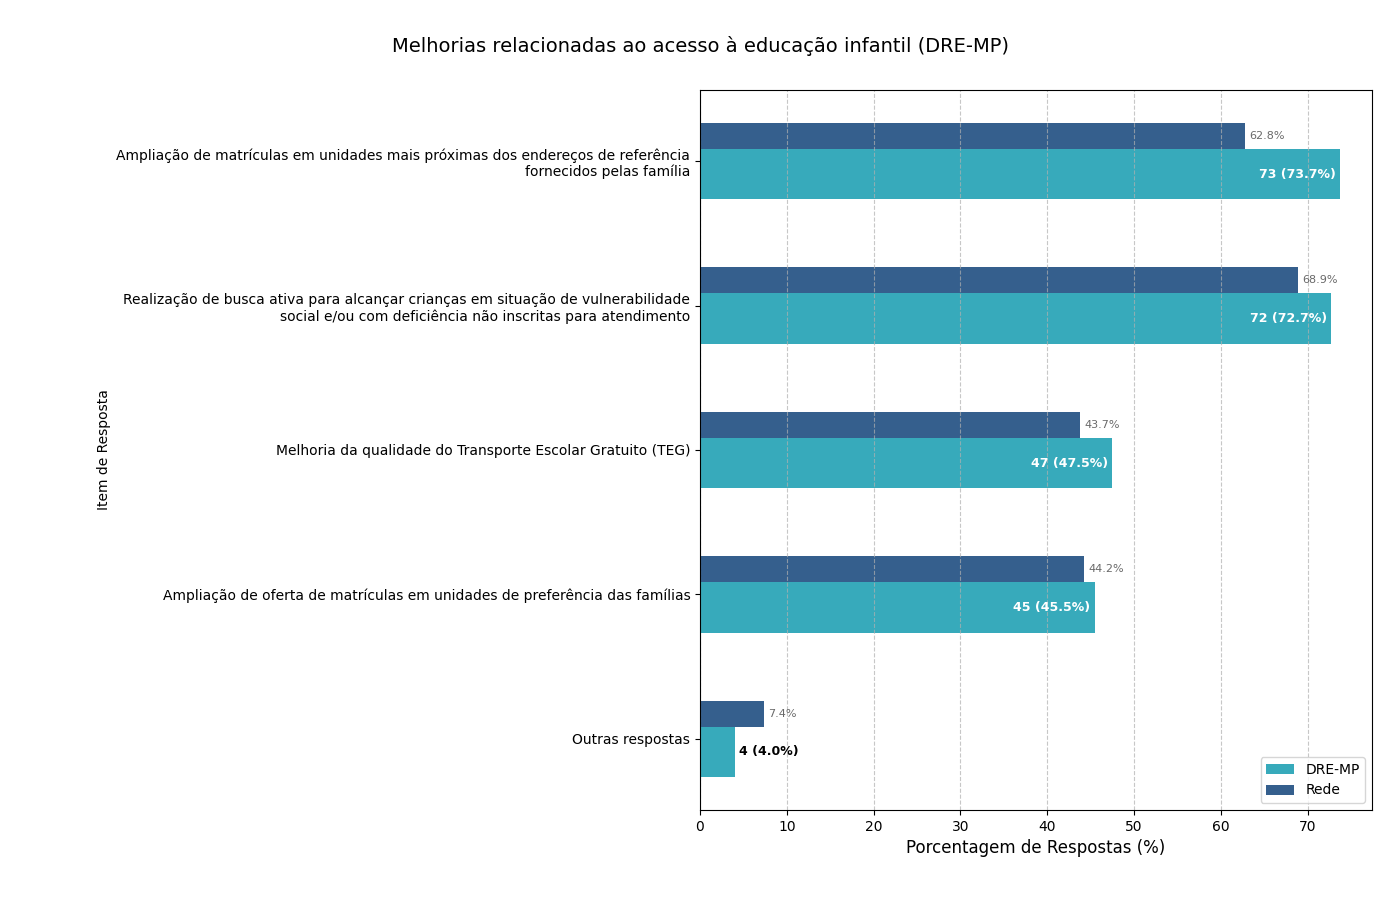 Melhorias relacionadas ao acesso à educação infantil (DRE-MP)
Ampliação de matrículas em unidades mais próximas dos endereços de referência
fornecidos pelas família
62.8%
73 (73.7%)
Realização de busca ativa para alcançar crianças em situação de vulnerabilidade
social e/ou com deficiência não inscritas para atendimento
68.9%
72 (72.7%)
Item de Resposta
Melhoria da qualidade do Transporte Escolar Gratuito (TEG)
43.7%
47 (47.5%)
Ampliação de oferta de matrículas em unidades de preferência das famílias
44.2%
45 (45.5%)
Outras respostas
7.4%
4 (4.0%)
DRE-MP
Rede
0 10 20 30 40 50 60 70
Porcentagem de Respostas (%)